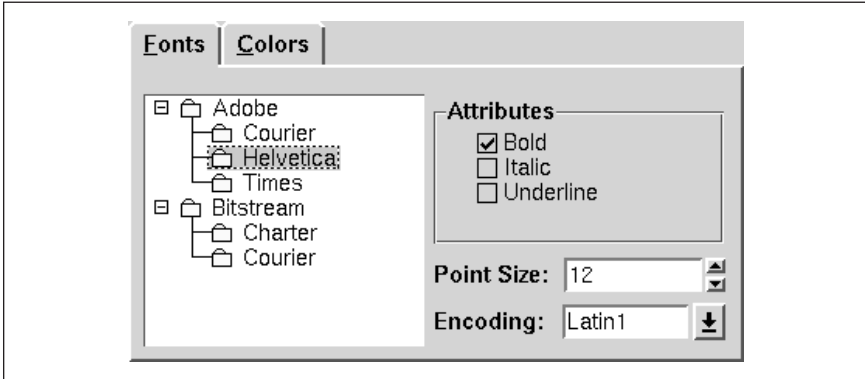 Fonts Colors
Adobe
Courier
Helvetica
Times
Bitstream
Charter
Courier
Attributes
Bold
Italic
Underline
Point Size: 12
Encoding: Latin1